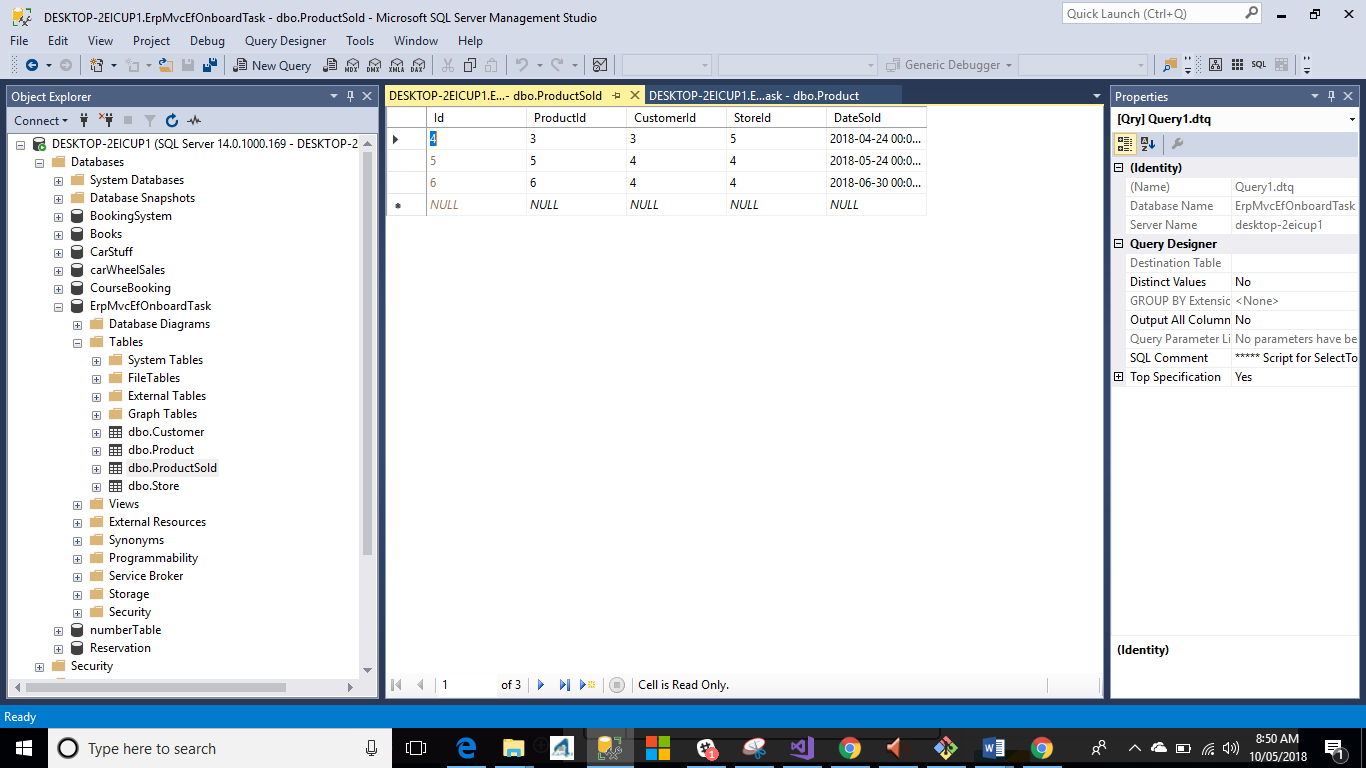 DESKTOP-2EICUP1.ErpMvcEfOnboardTask - dbo.ProductSold - Microsoft SQL Server Management Studio
Quick Launch (Ctrl+Q)
File Edit View Project Debug Query Designer Tools Window Help
New Query MDX DMX XMLA DAX Generic Debugger SQL
Object Explorer
Connect
DESKTOP-2EICUP1 (SQL Server 14.0.1000.169 - DESKTOP-2
Databases
System Databases
Database Snapshots
BookingSystem
Books
CarStuff
carWheelSales
CourseBooking
ErpMvcEfOnboardTask
Database Diagrams
Tables
System Tables
FileTables
External Tables
Graph Tables
dbo.Customer
dbo.Product
dbo.ProductSold
dbo.Store
Views
External Resources
Synonyms
Programmability
Service Broker
Storage
Security
numberTable
Reservation
Security
DESKTOP-2EICUP1.E...- dbo.ProductSold DESKTOP-2EICUP1.E...ask - dbo.Product
Id ProductId CustomerId StoreId DateSold
4 3 3 5 2018-04-24 00:0...
5 5 4 4 2018-05-24 00:0...
6 6 4 4 2018-06-30 00:0...
NULL NULL NULL NULL NULL
1 of 3 Cell is Read Only.
Properties
[Qry] Query1.dtq
(Identity)
(Name) Query1.dtq
Database Name ErpMvcEfOnboardTask
Server Name desktop-2eicup1
Query Designer
Destination Table
Distinct Values No
GROUP BY Extensic <None>
Output All Column No
Query Parameter Li No parameters have be
SQL Comment ***** Script for SelectTo
Top Specification Yes
(Identity)
Ready
Type here to search
1
8:50 AM
10/05/2018
1